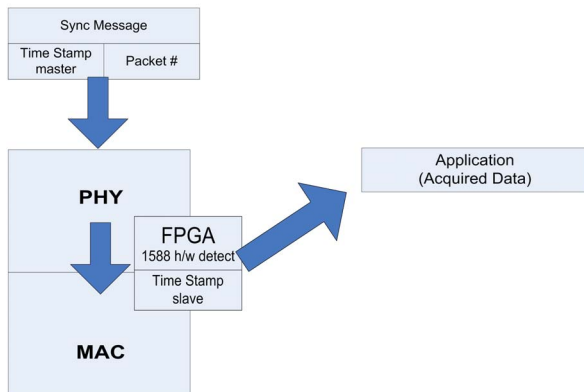 Sync Message
Time Stamp
master
Packet #
PHY
FPGA
1588 h/w detect
Time Stamp
slave
MAC
Application
(Acquired Data)